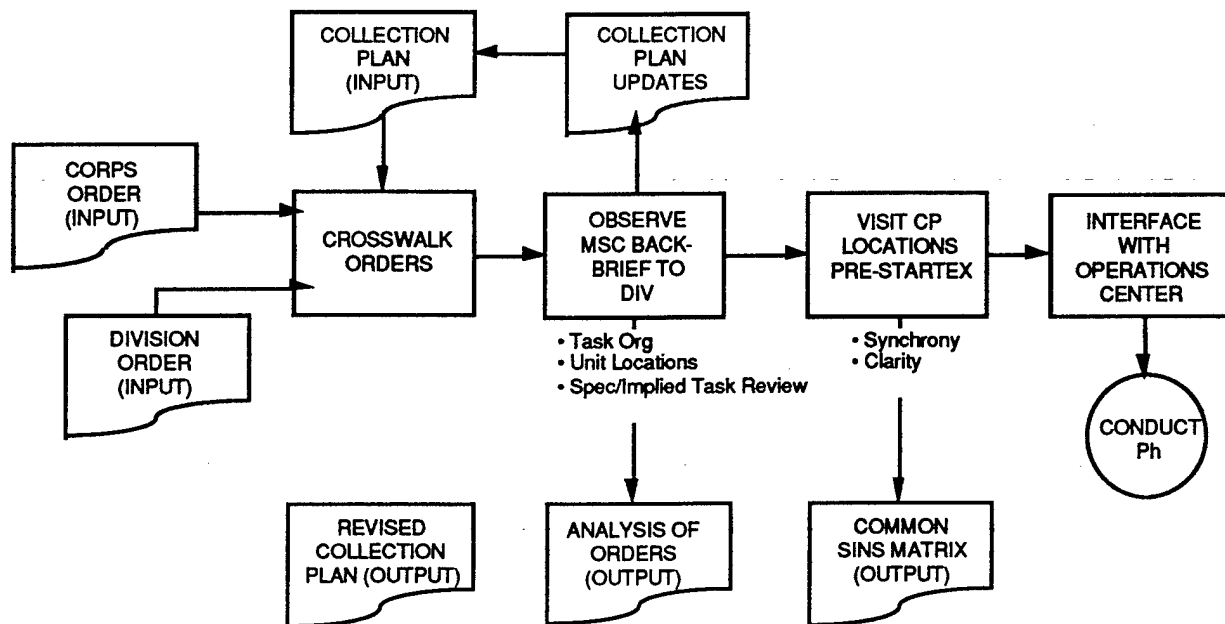 COLLECTION
PLAN
(INPUT)
COLLECTION
PLAN
UPDATES
CORPS
ORDER
(INPUT)
CROSSWALK
ORDERS
OBSERVE
MSC BACK-
BRIEF TO
DIV
VISIT CP
LOCATIONS
PRE-STARTEX
INTERFACE
WITH
OPERATIONS
CENTER
DIVISION
ORDER
(INPUT)
• Task Org
• Unit Locations
• Spec/Implied Task Review
• Synchrony
• Clarity
CONDUCT
Ph
REVISED
COLLECTION
PLAN (OUTPUT)
ANALYSIS OF
ORDERS
(OUTPUT)
COMMON
SINS MATRIX
(OUTPUT)